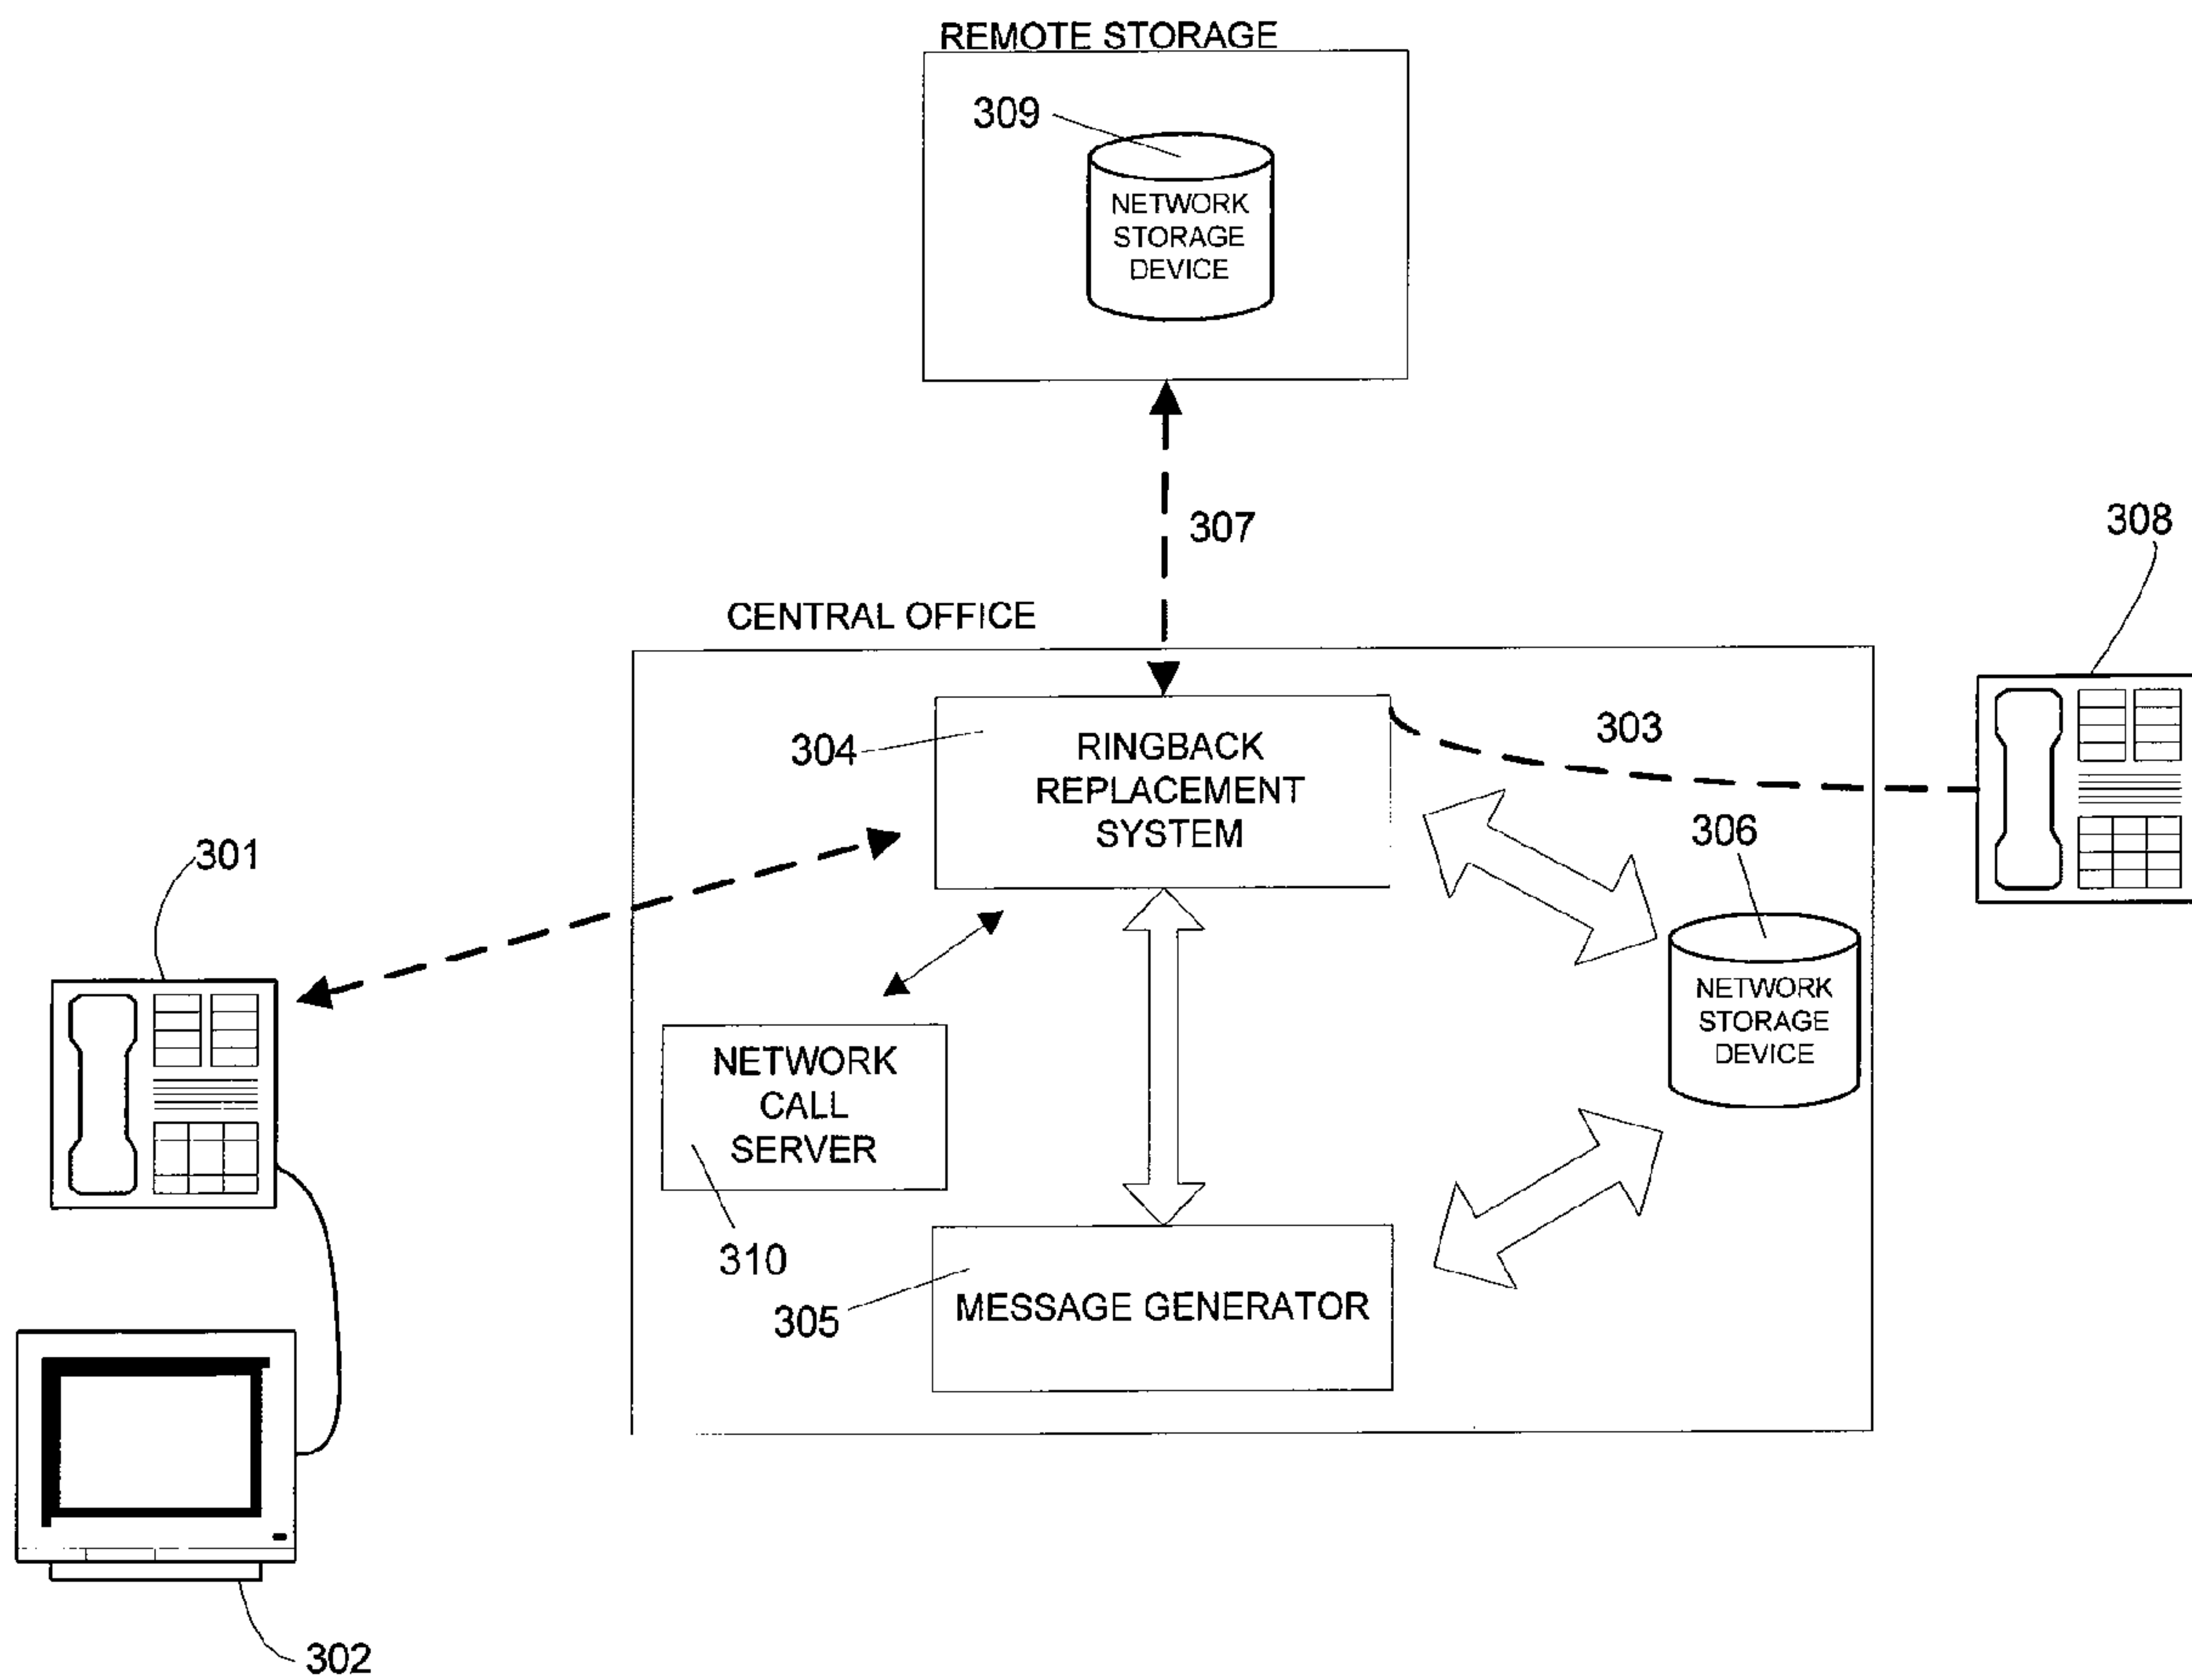 REMOTE STORAGE
309
NETWORK
STORAGE
DEVICE
307
308
CENTRAL OFFICE
304
RINGBACK
REPLACEMENT
SYSTEM
303
306
301
NETWORK
STORAGE
DEVICE
NETWORK
CALL
SERVER
310
305
MESSAGE GENERATOR
302